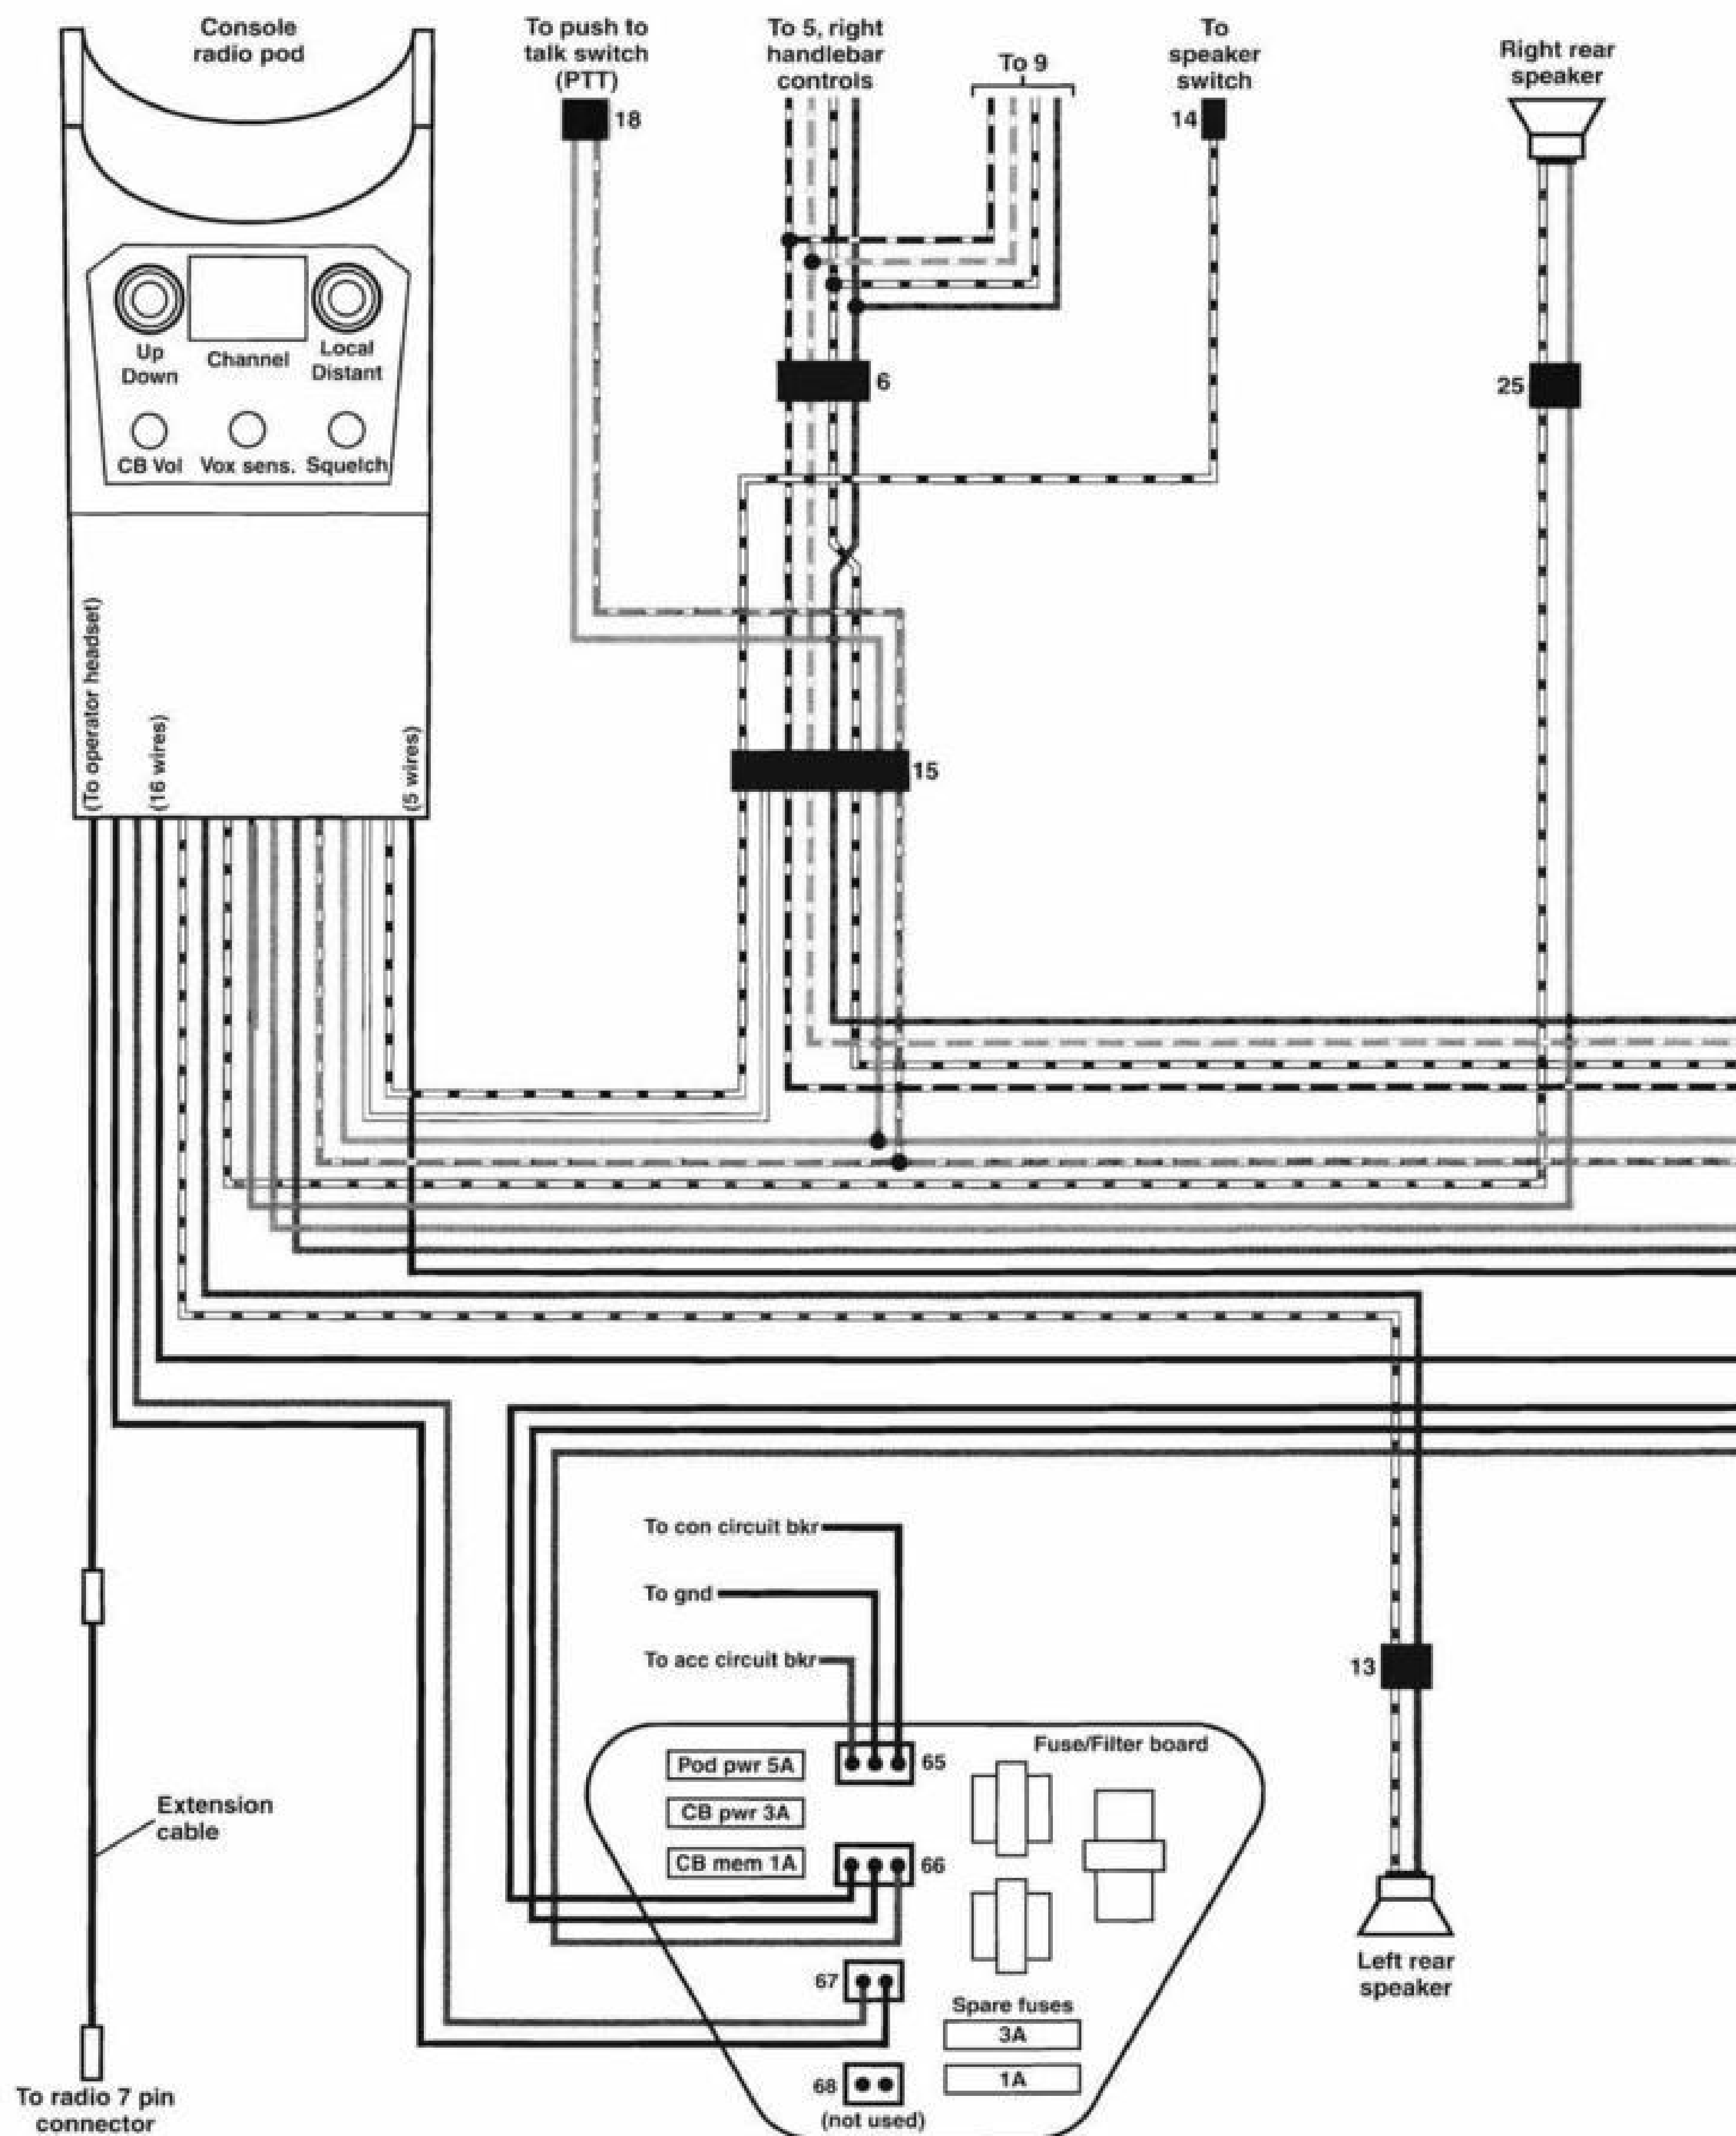 Console
radio pod
To push to
talk switch
(PTT)
18
To 5, right
handlebar
controls
To 9
To
speaker
switch
14
Right rear
speaker
Up
Down
Channel
Local
Distant
CB Vol
Vox sens.
Squelch
6
25
(To operator headset)
(16 wires)
(5 wires)
15
To con circuit bkr
To gnd
To acc circuit bkr
13
Fuse/Filter board
Pod pwr 5A
65
CB pwr 3A
CB mem 1A
66
Extension
cable
67
Left rear
speaker
Spare fuses
3A
1A
68
(not used)
To radio 7 pin
connector